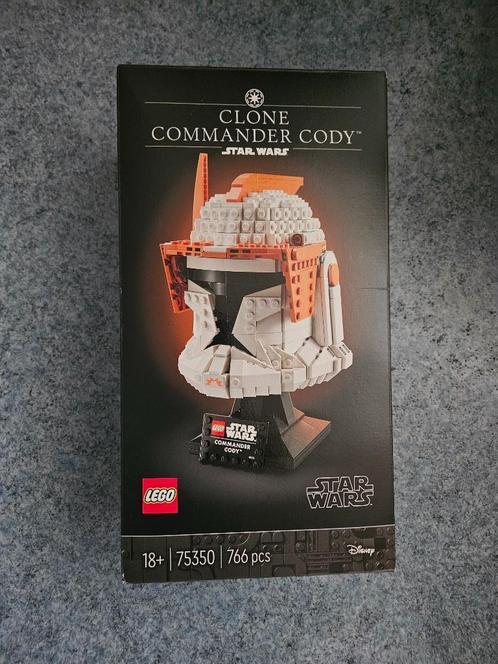 CLONE
COMMANDER CODY™
STAR WARS
LEGO STAR WARS
COMMANDER
CODY™
LEGO
STAR WARS
18+ 75350 766 pcs
Disney